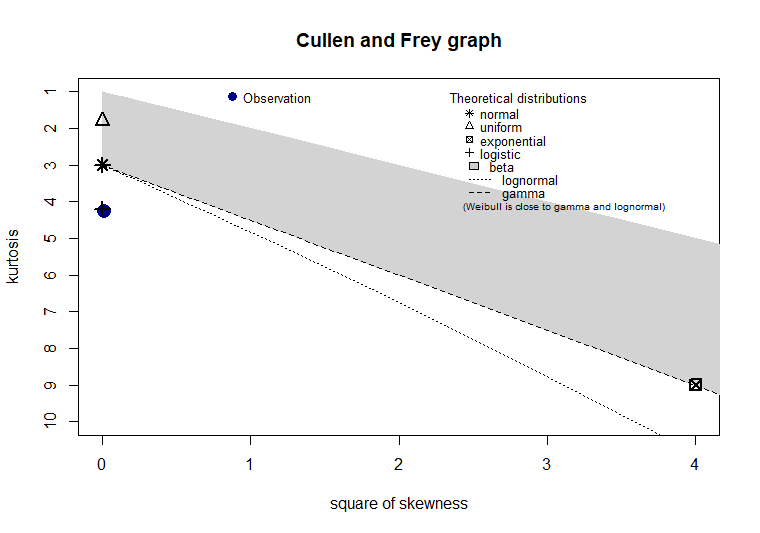 Cullen and Frey graph
Observation
Theoretical distributions
normal
uniform
exponential
logistic
beta
lognormal
gamma
(Weibull is close to gamma and lognormal)
kurtosis
1
2
3
4
5
6
7
8
9
10
0 1 2 3 4
square of skewness